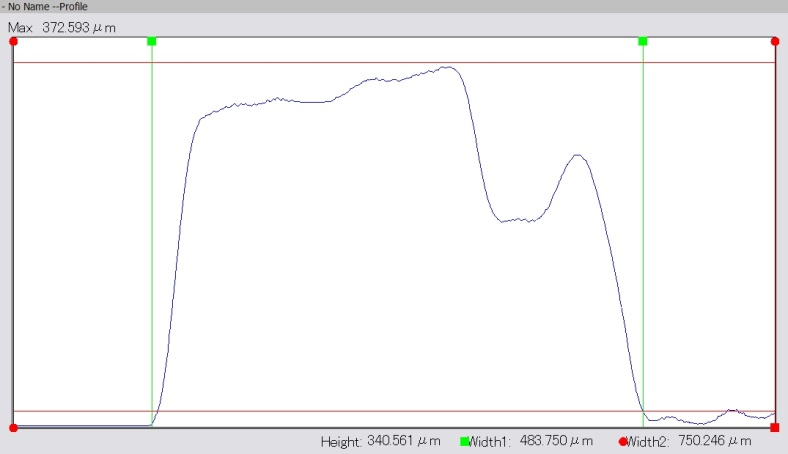 - No Name --Profile
Max 372.593 μm
Height: 340.561 μm Width1: 483.750 μm Width2: 750.246 μm